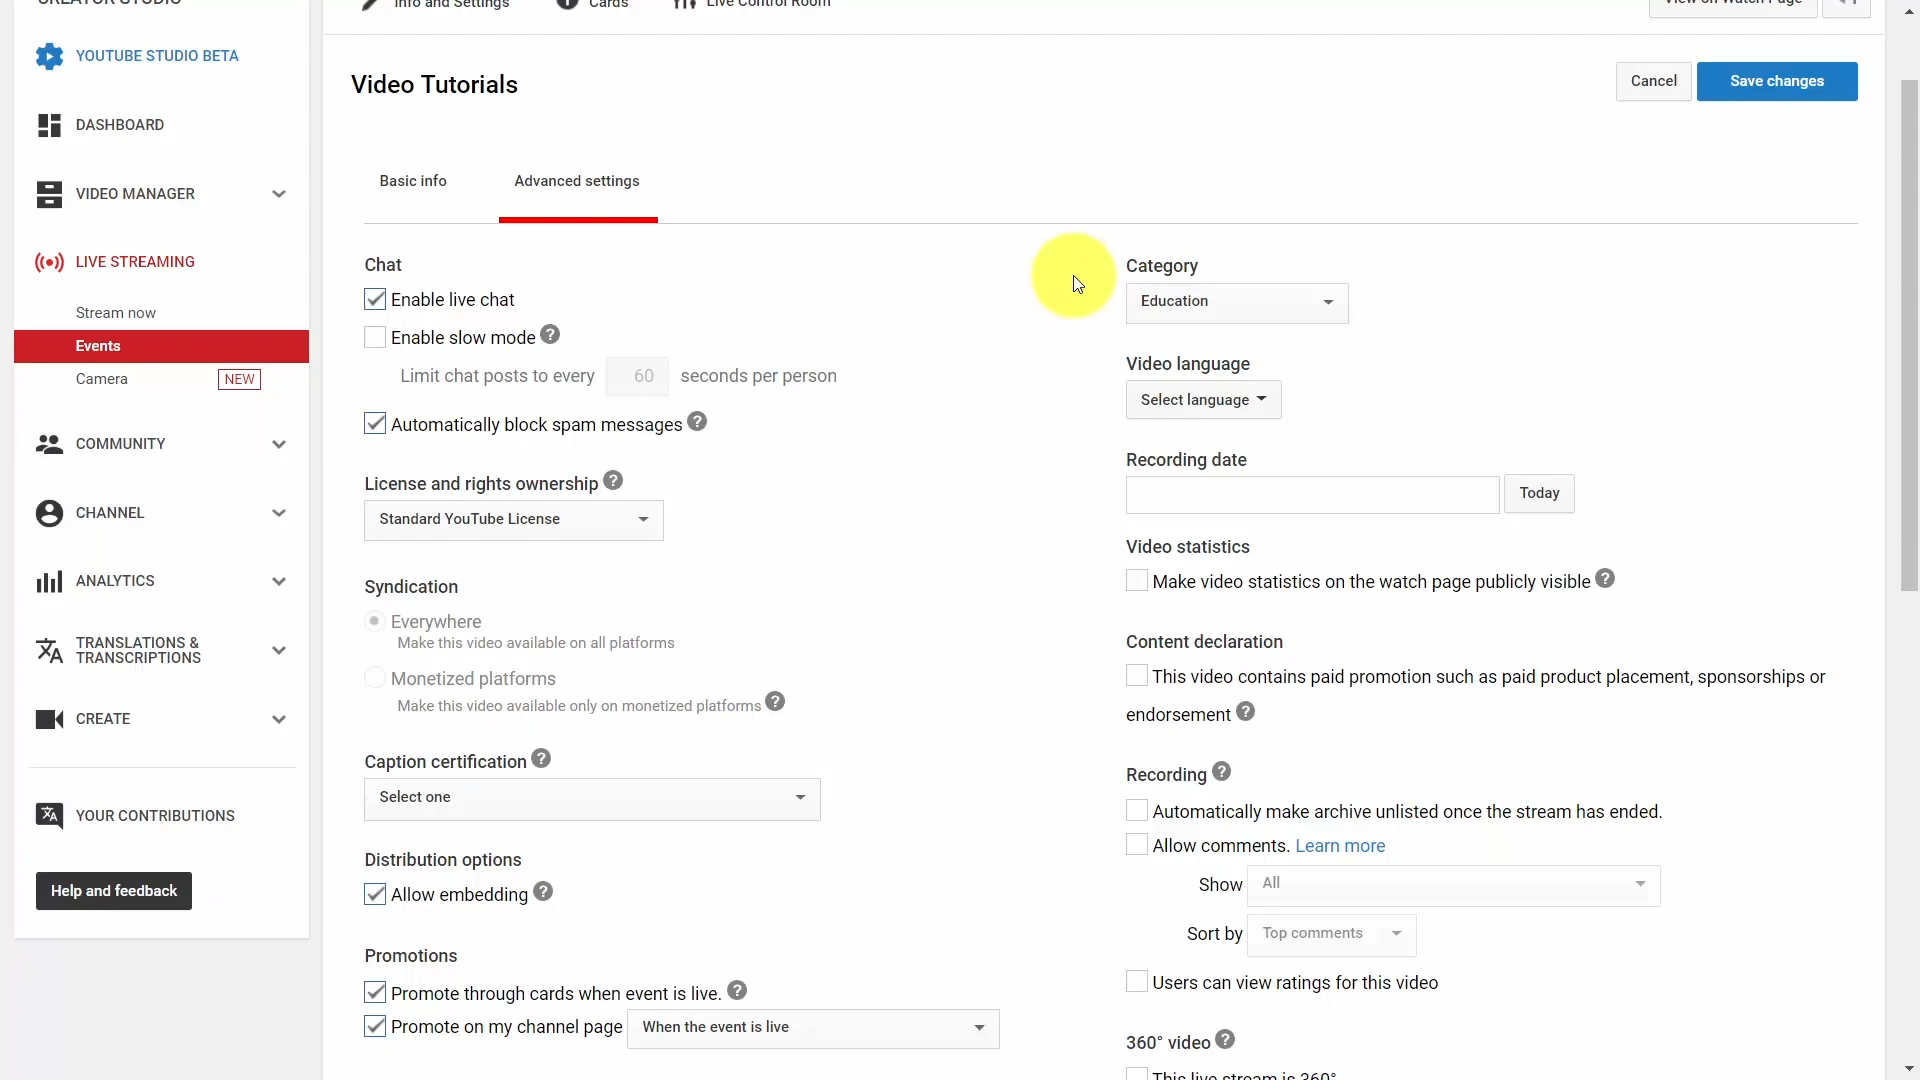 CREATOR STUDIO
YOUTUBE STUDIO BETA
DASHBOARD
VIDEO MANAGER
LIVE STREAMING
Stream now
Events
Camera NEW
COMMUNITY
CHANNEL
ANALYTICS
TRANSLATIONS &
TRANSCRIPTIONS
CREATE
YOUR CONTRIBUTIONS
Help and feedback
Info and Settings Cards Live Control Room View on Watch Page
Video Tutorials
Cancel Save changes
Basic info Advanced settings
Chat
Enable live chat
Enable slow mode ?
Limit chat posts to every 60 seconds per person
Automatically block spam messages ?
License and rights ownership ?
Standard YouTube License
Syndication
Everywhere
Make this video available on all platforms
Monetized platforms
Make this video available only on monetized platforms ?
Caption certification ?
Select one
Distribution options
Allow embedding ?
Promotions
Promote through cards when event is live. ?
Promote on my channel page When the event is live
Category
Education
Video language
Select language
Recording date
Today
Video statistics
Make video statistics on the watch page publicly visible ?
Content declaration
This video contains paid promotion such as paid product placement, sponsorships or
endorsement ?
Recording ?
Automatically make archive unlisted once the stream has ended.
Allow comments. Learn more
Show All
Sort by Top comments
Users can view ratings for this video
360° video ?
This live stream is 360°